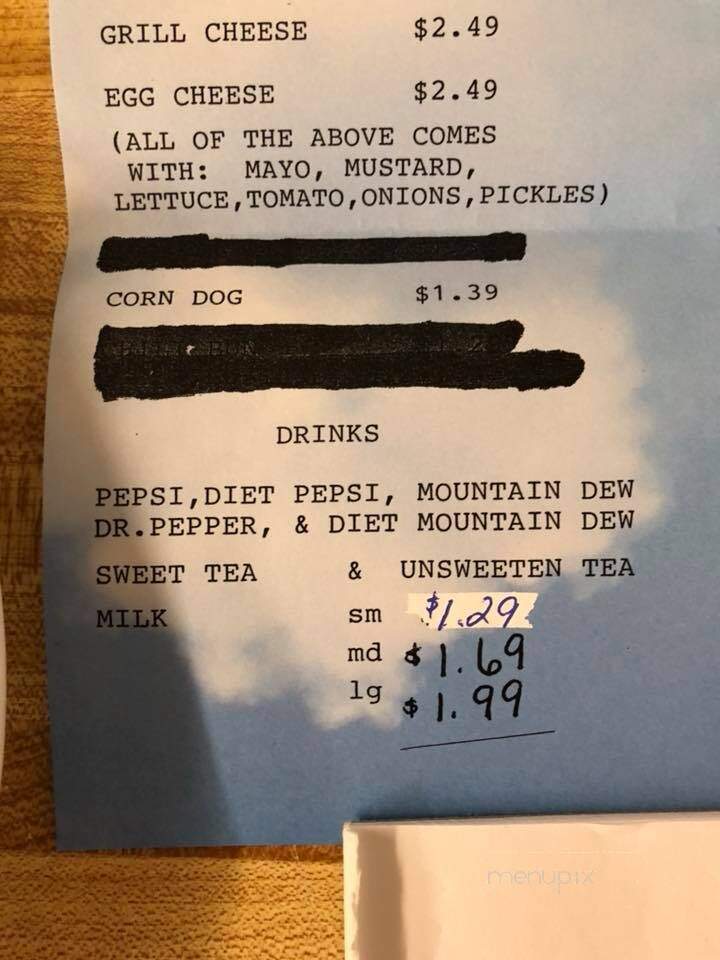 GRILL CHEESE $2.49
EGG CHEESE $2.49
(ALL OF THE ABOVE COMES
WITH: MAYO, MUSTARD,
LETTUCE,TOMATO,ONIONS,PICKLES)
CORN DOG $1.39
DRINKS
PEPSI,DIET PEPSI, MOUNTAIN DEW
DR.PEPPER, & DIET MOUNTAIN DEW
SWEET TEA & UNSWEETEN TEA
MILK sm $1.29
md $1.69
lg $1.99
menupix